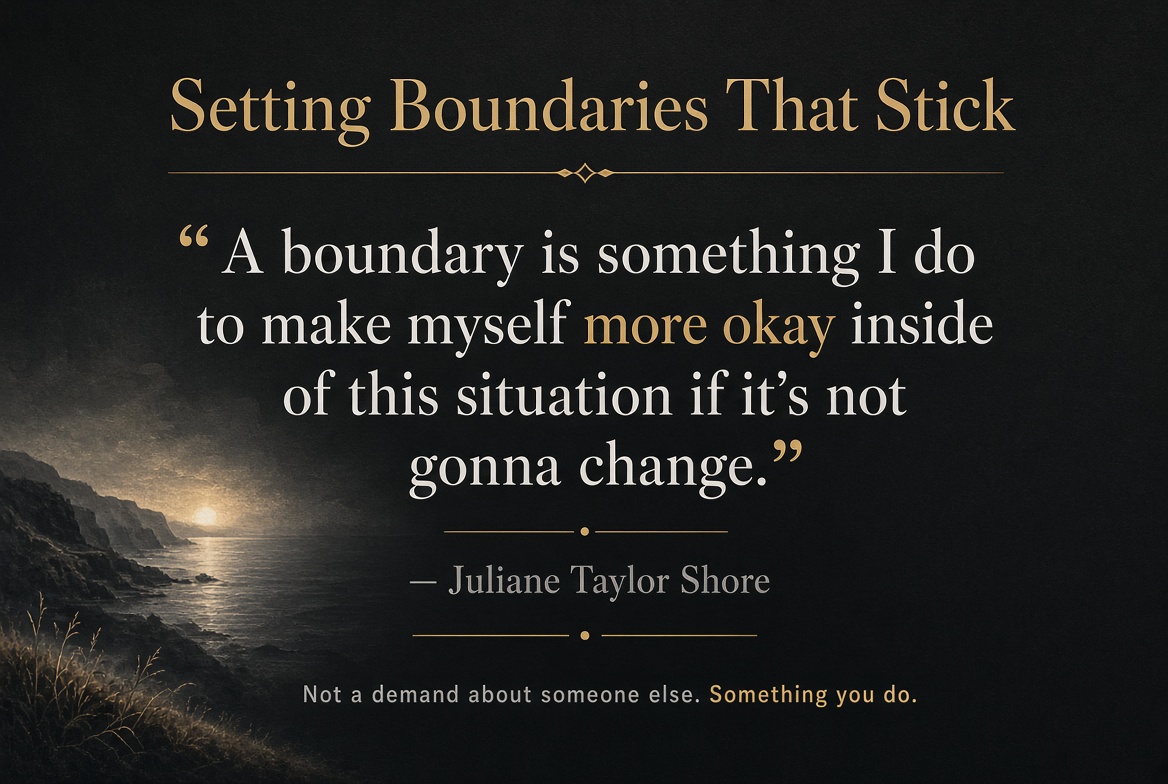 Setting Boundaries That Stick
“A boundary is something I do
to make myself more okay inside
of this situation if it’s not
gonna change.”
— Juliane Taylor Shore
Not a demand about someone else. Something you do.